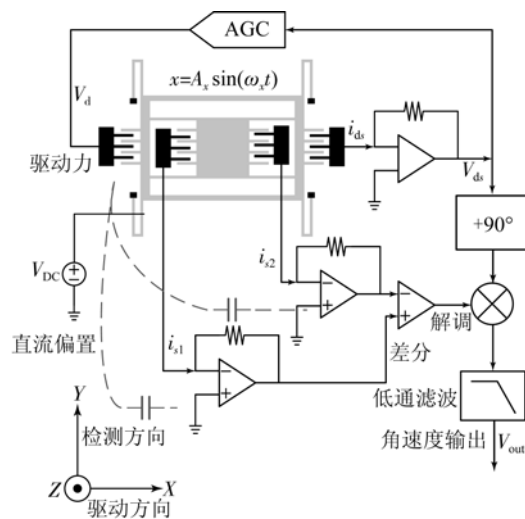 AGC
x=Aₓ sin(ωₓt)
V_d
i_ds
驱动力
V_ds
+90°
V_DC
i_s2
直流偏置
i_s1
解调
差分
低通滤波
Y
检测方向
角速度输出
V_out
Z
X
驱动方向